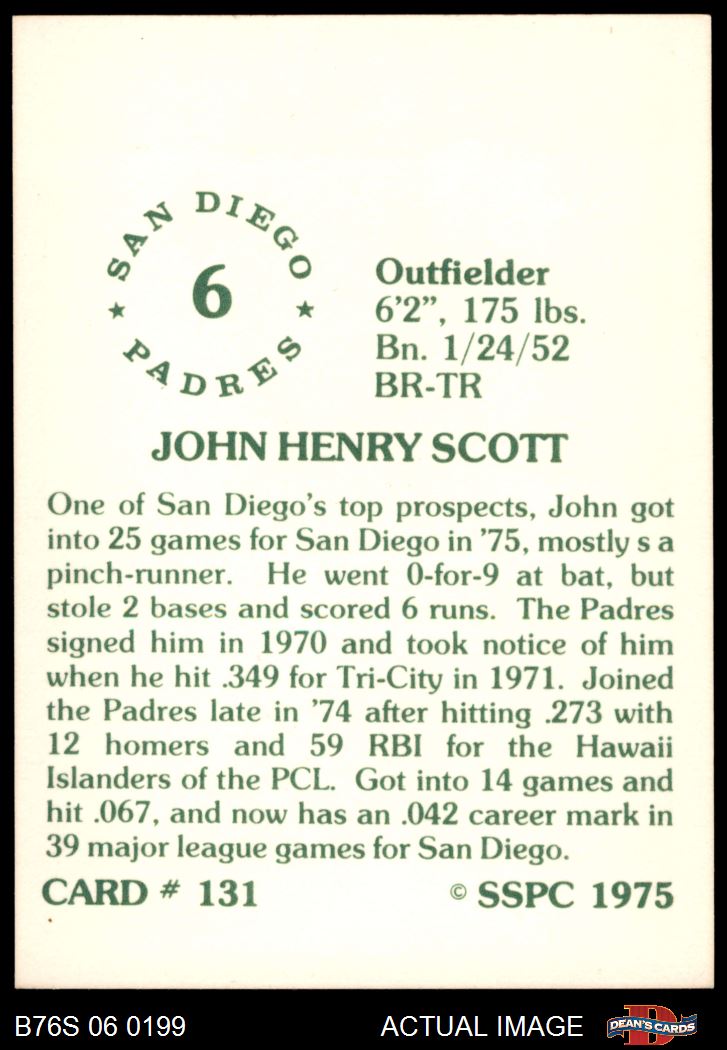 SAN DIEGO
6
★ PADRES ★
Outfielder
6'2”, 175 lbs.
Bn. 1/24/52
BR-TR
JOHN HENRY SCOTT
One of San Diego's top prospects, John got
into 25 games for San Diego in '75, mostly s a
pinch-runner. He went 0-for-9 at bat, but
stole 2 bases and scored 6 runs. The Padres
signed him in 1970 and took notice of him
when he hit .349 for Tri-City in 1971. Joined
the Padres late in '74 after hitting .273 with
12 homers and 59 RBI for the Hawaii
Islanders of the PCL. Got into 14 games and
hit .067, and now has an .042 career mark in
39 major league games for San Diego.
CARD # 131 © SSPC 1975
B76S 06 0199 ACTUAL IMAGE D DEAN'S CARDS